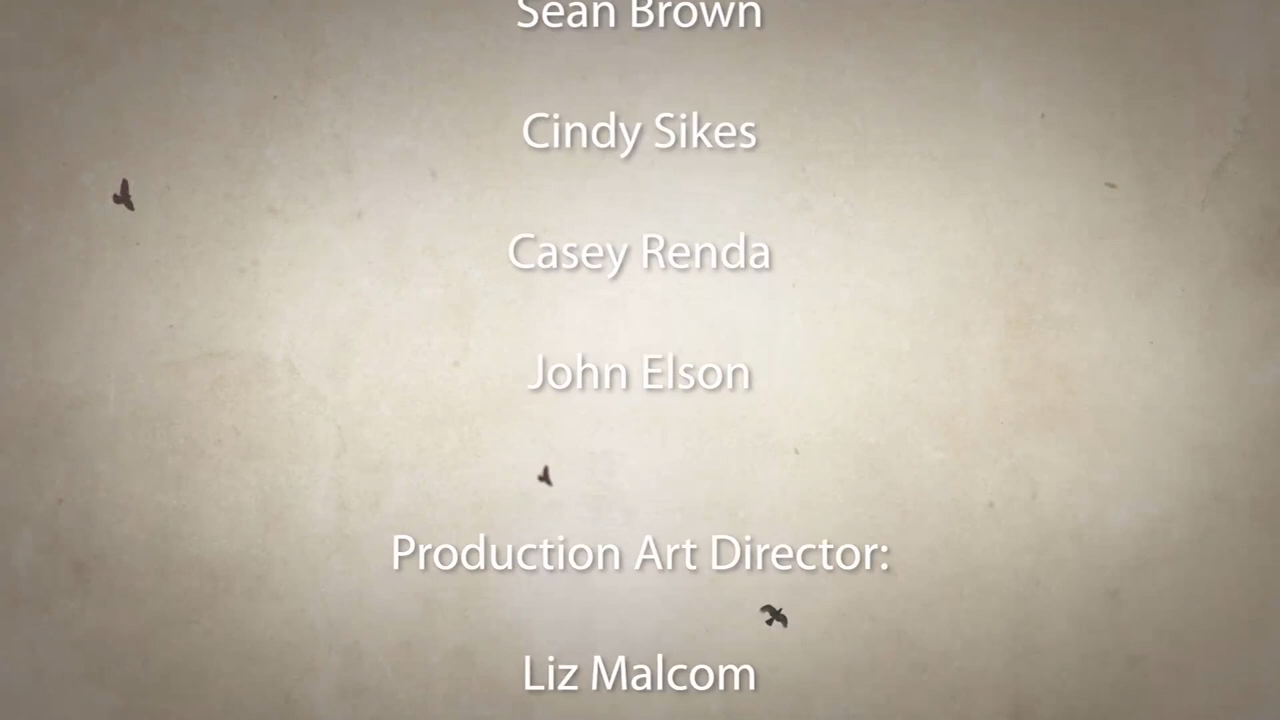 Sean Brown
Cindy Sikes
Casey Renda
John Elson
Production Art Director:
Liz Malcom